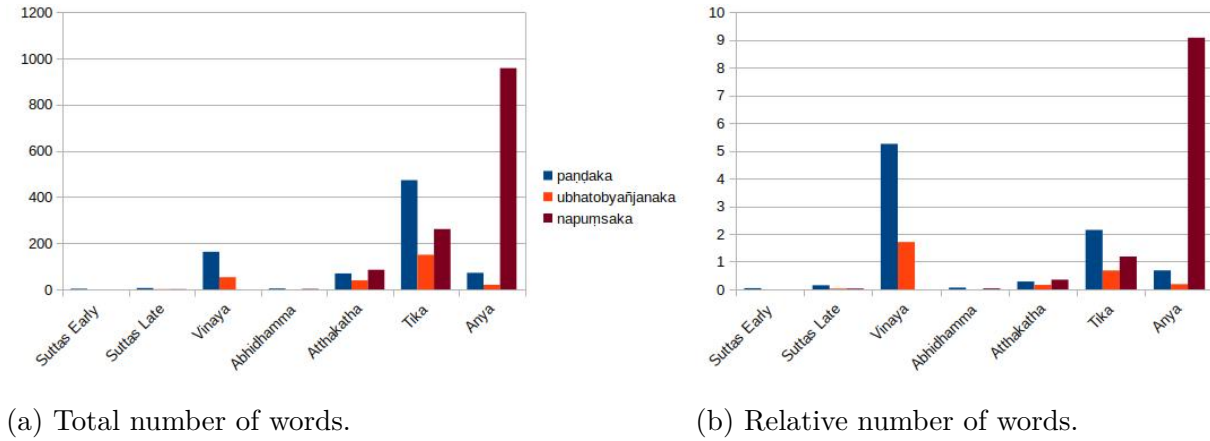 1200
1000
800
600
400
200
0
Suttas Early
Suttas Late
Vinaya
Abhidhamma
Atthakatha
Tika
Anya
paṇḍaka
ubhatobyañjanaka
napuṃsaka
10
9
8
7
6
5
4
3
2
1
0
Suttas Early
Suttas Late
Vinaya
Abhidhamma
Atthakatha
Tika
Anya
(a) Total number of words.
(b) Relative number of words.